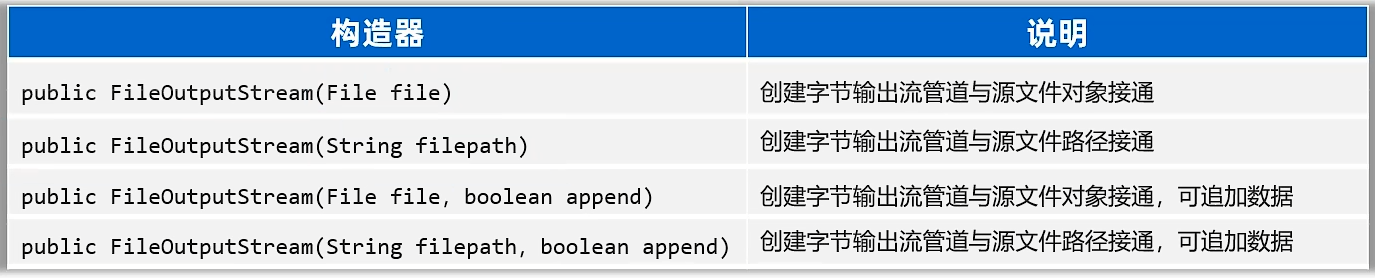 构造器 说明
public FileOutputStream(File file) 创建字节输出流管道与源文件对象接通
public FileOutputStream(String filepath) 创建字节输出流管道与源文件路径接通
public FileOutputStream(File file, boolean append) 创建字节输出流管道与源文件对象接通，可追加数据
public FileOutputStream(String filepath, boolean append) 创建字节输出流管道与源文件路径接通，可追加数据